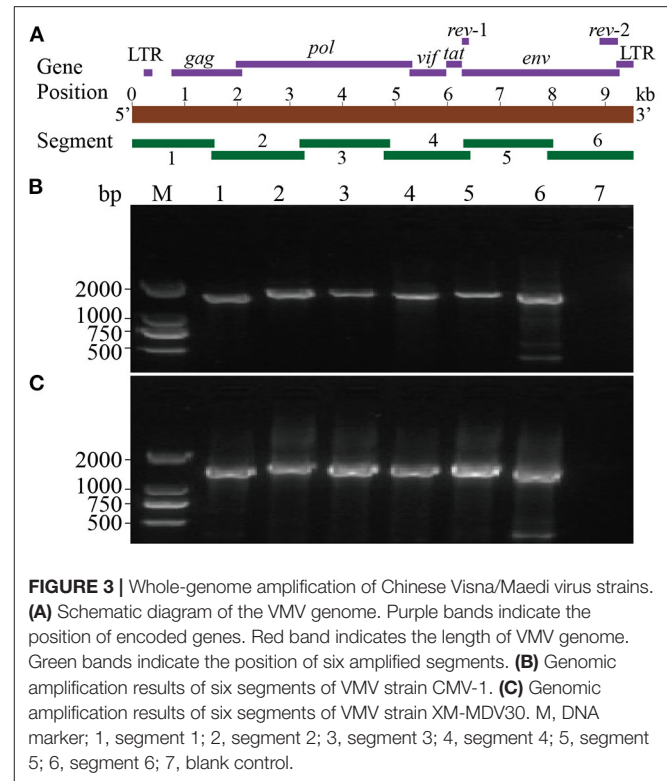 A
rev-1 rev-2
LTR gag pol vif tat env LTR
Gene
Position 0 1 2 3 4 5 6 7 8 9 kb
5’ 3’
Segment 2 3 4 5 6
1 3 5
B
bp M 1 2 3 4 5 6 7
2000
1000
750
500
C
2000
1000
750
500
FIGURE 3 | Whole-genome amplification of Chinese Visna/Maedi virus strains.
(A) Schematic diagram of the VMV genome. Purple bands indicate the
position of encoded genes. Red band indicates the length of VMV genome.
Green bands indicate the position of six amplified segments. (B) Genomic
amplification results of six segments of VMV strain CMV-1. (C) Genomic
amplification results of six segments of VMV strain XM-MDV30. M, DNA
marker; 1, segment 1; 2, segment 2; 3, segment 3; 4, segment 4; 5, segment
5; 6, segment 6; 7, blank control.